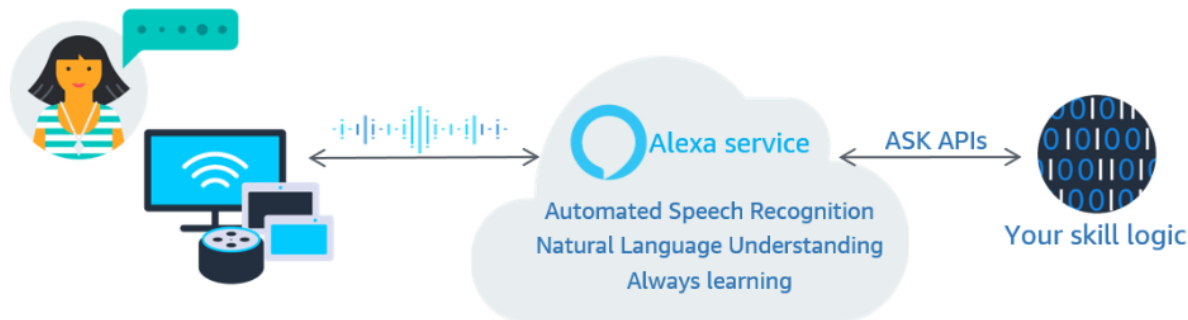 Alexa service
Automated Speech Recognition
Natural Language Understanding
Always learning
ASK APIs
Your skill logic